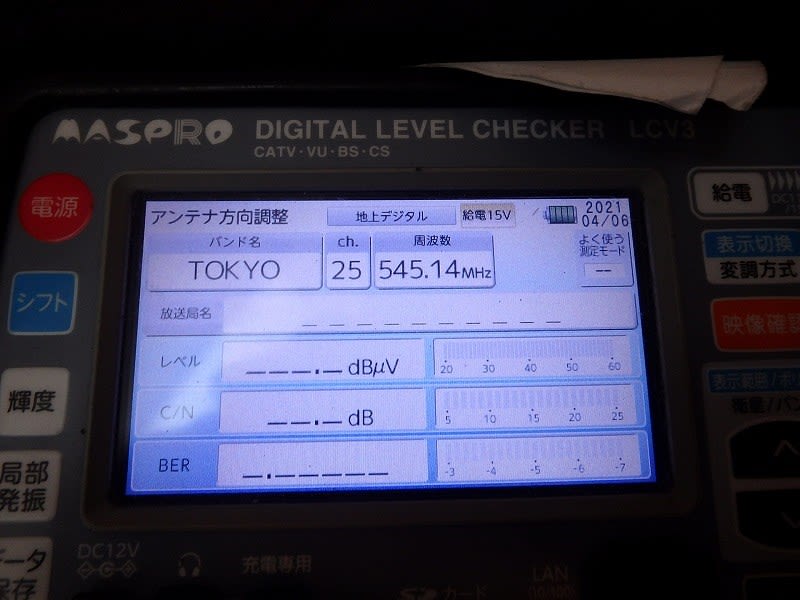 MASPRO DIGITAL LEVEL CHECKER LCV3
CATV・VU・BS・CS
電源
シフト
輝度
局部
発振
データ
保存
アンテナ方向調整 地上デジタル 給電15V 2021
04/06
バンド名 ch. 周波数 よく使う
測定モード
TOKYO 25 545.14MHz --
放送局名 _ _ _ _ _ _ _ _ _
レベル ---.- dBμV 20 30 40 50 60
C/N --.- dB 5 10 15 20 25
BER -.----- -3 -4 -5 -6 -7
給電
表示切換
変調方式
映像確認
DC12V
充電専用
カード
LAN